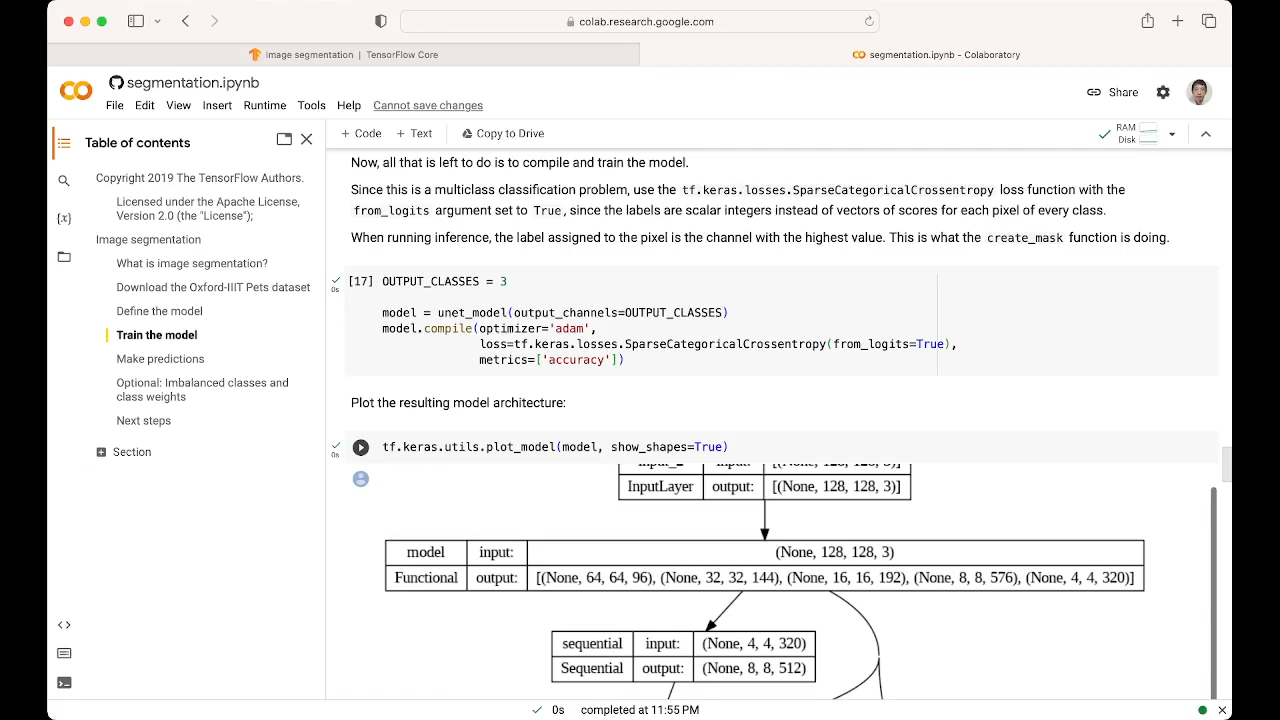 colab.research.google.com
Image segmentation | TensorFlow Core
segmentation.ipynb - Colaboratory
segmentation.ipynb
File Edit View Insert Runtime Tools Help Cannot save changes
Share
+ Code + Text Copy to Drive
RAM
Disk
Table of contents
Copyright 2019 The TensorFlow Authors.
Licensed under the Apache License,
Version 2.0 (the "License");
Image segmentation
What is image segmentation?
Download the Oxford-IIIT Pets dataset
Define the model
Train the model
Make predictions
Optional: Imbalanced classes and
class weights
Next steps
Section
Now, all that is left to do is to compile and train the model.
Since this is a multiclass classification problem, use the tf.keras.losses.SparseCategoricalCrossentropy loss function with the
from_logits argument set to True, since the labels are scalar integers instead of vectors of scores for each pixel of every class.
When running inference, the label assigned to the pixel is the channel with the highest value. This is what the create_mask function is doing.
0s
[17] OUTPUT_CLASSES = 3
model = unet_model(output_channels=OUTPUT_CLASSES)
model.compile(optimizer='adam',
loss=tf.keras.losses.SparseCategoricalCrossentropy(from_logits=True),
metrics=['accuracy'])
Plot the resulting model architecture:
0s
tf.keras.utils.plot_model(model, show_shapes=True)
input_2 input: [(None, 128, 128, 3)]
InputLayer output: [(None, 128, 128, 3)]
model input: (None, 128, 128, 3)
Functional output: [(None, 64, 64, 96), (None, 32, 32, 144), (None, 16, 16, 192), (None, 8, 8, 576), (None, 4, 4, 320)]
sequential input: (None, 4, 4, 320)
Sequential output: (None, 8, 8, 512)
0s completed at 11:55 PM